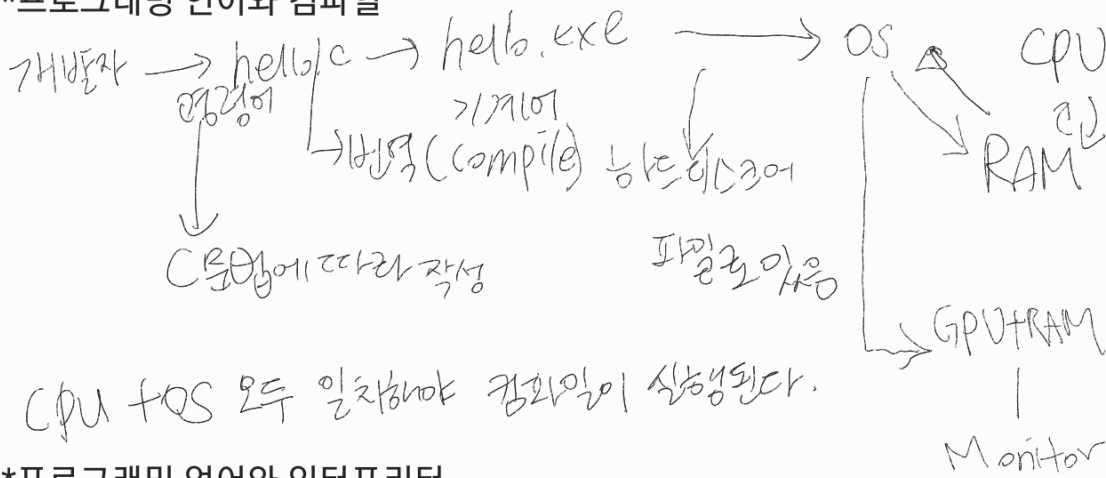 *프로그래밍 언어와 컴파일
개발자 → hello.c → hello.exe → OS CPU
명령어 기계어 RAM
→ 번역 (compile) 하드디스크에
C문법에 따라 작성 파일로 있음
GPU+RAM
CPU + OS 모두 일치해야 컴파일이 실행된다.
Monitor
*프로그래밍 언어와 인터프리터